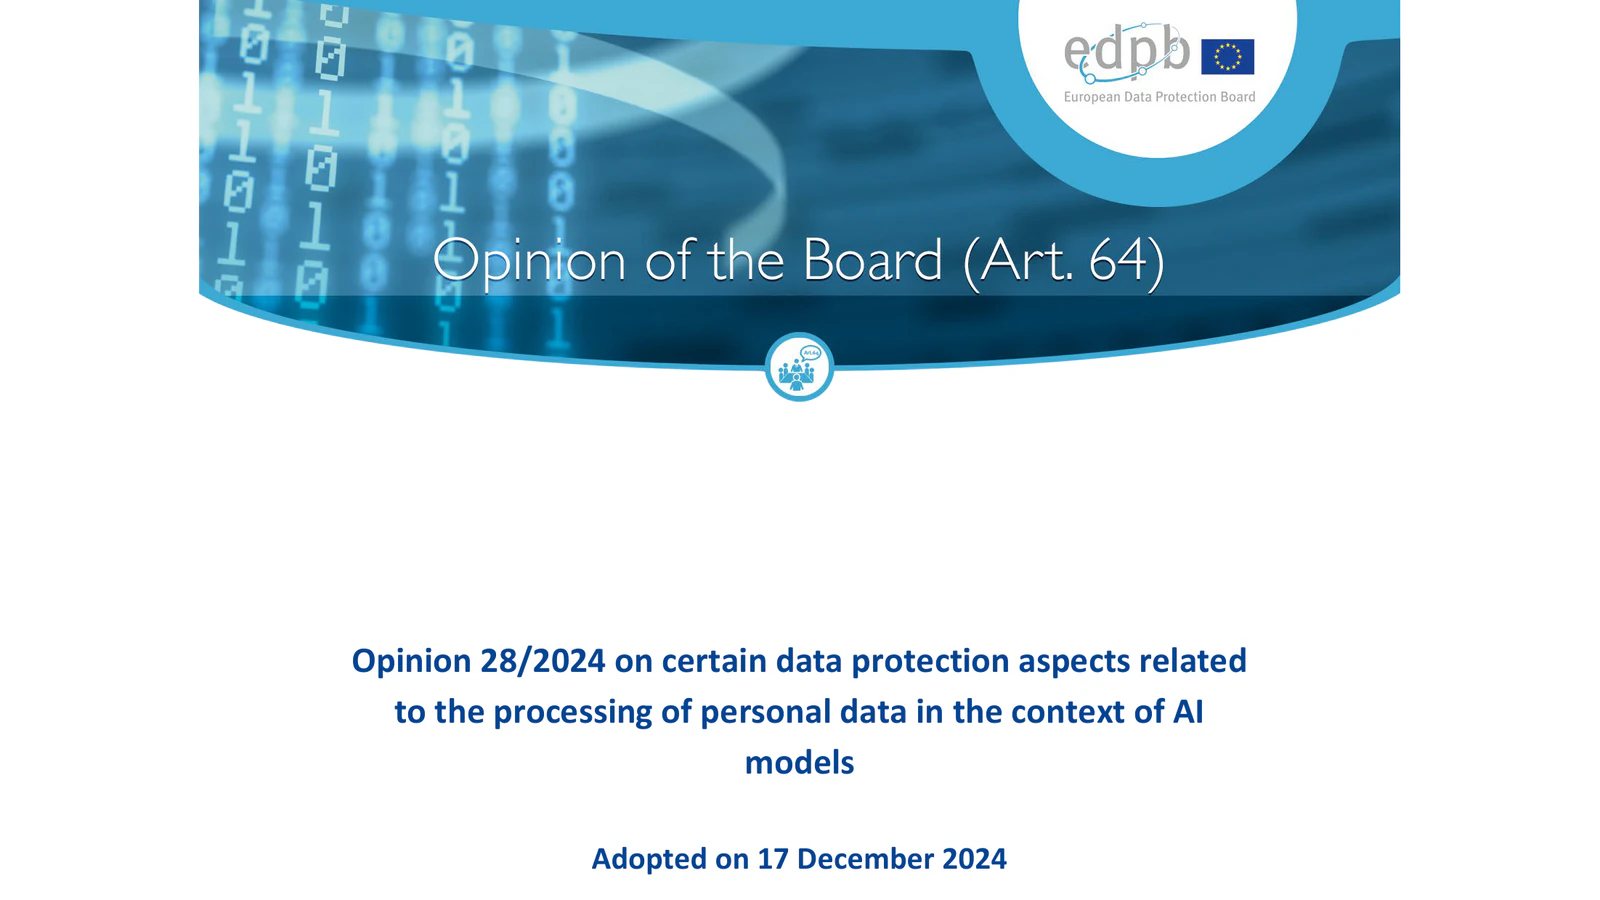 edpb
European Data Protection Board
Opinion of the Board (Art. 64)
Art.64
Opinion 28/2024 on certain data protection aspects related
to the processing of personal data in the context of AI
models
Adopted on 17 December 2024